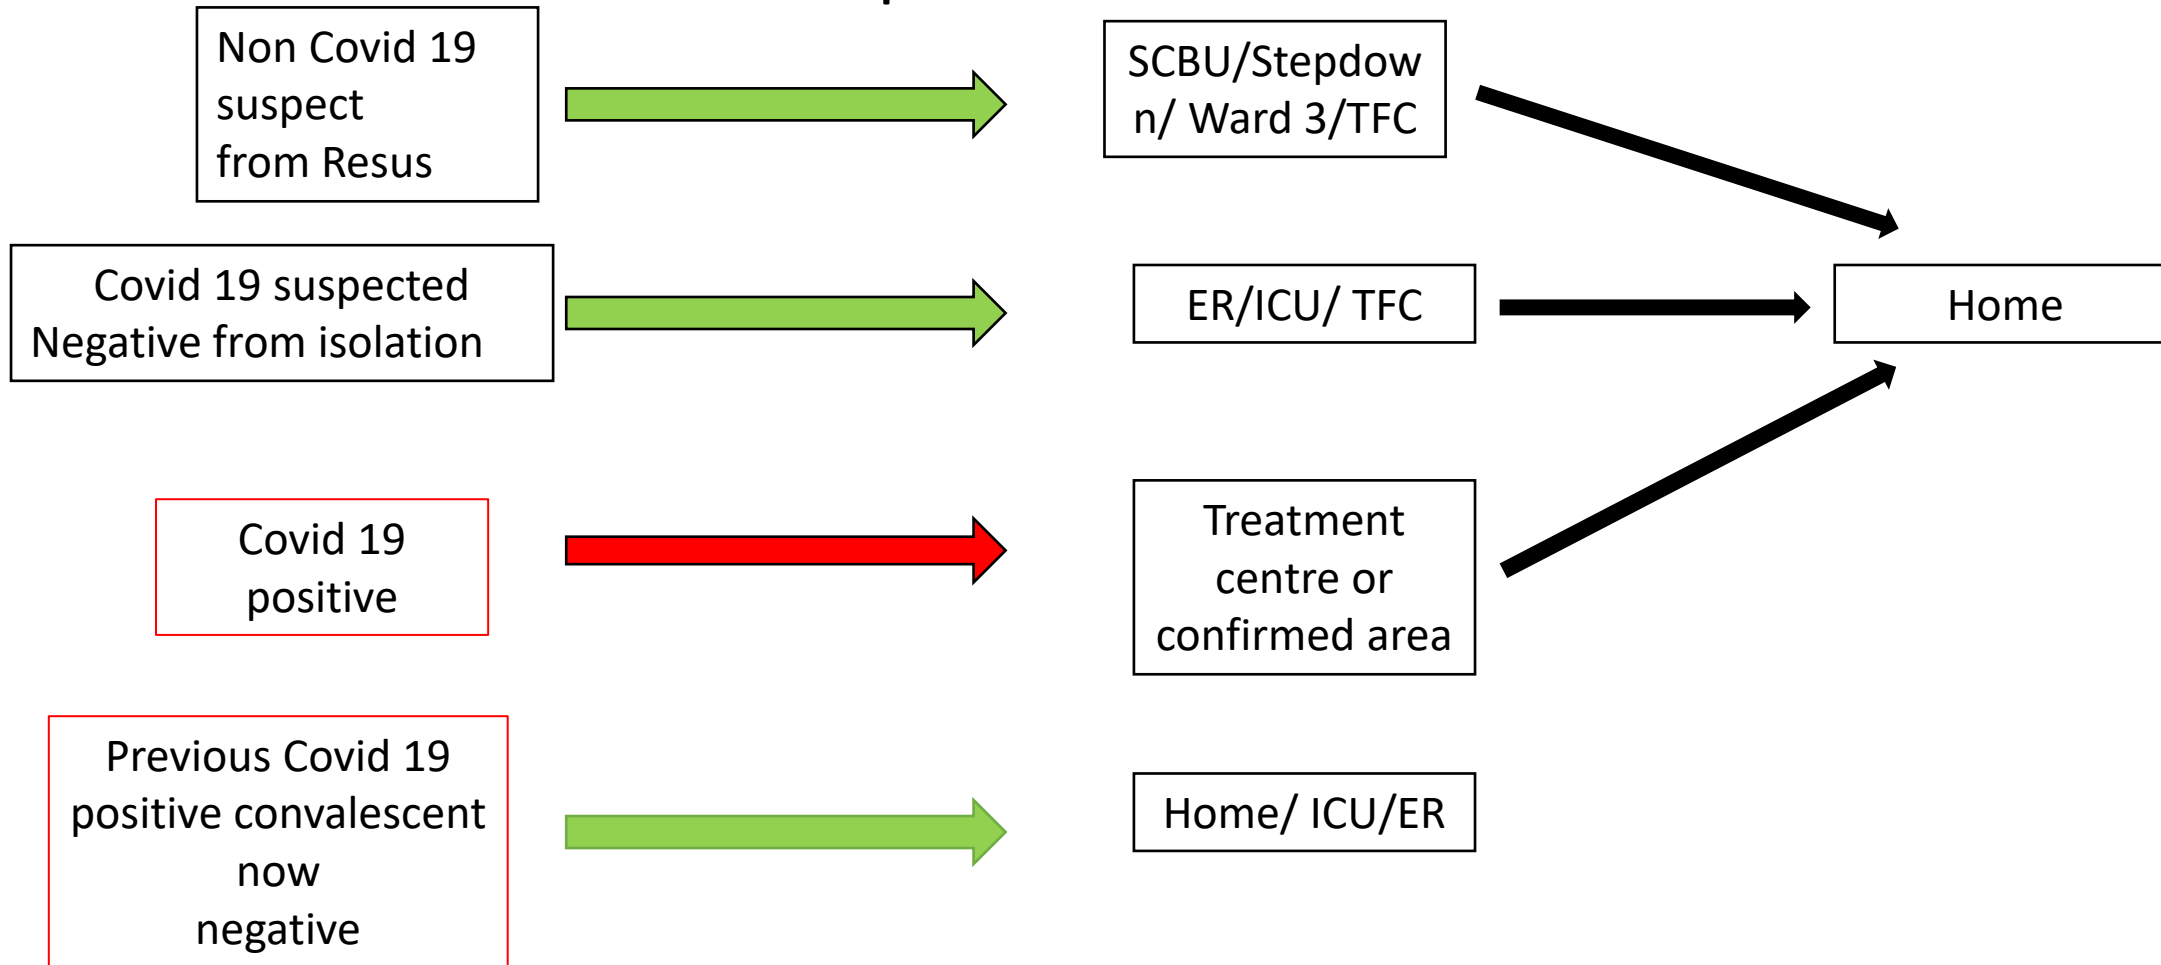 Non Covid 19
suspect
from Resus
SCBU/Stepdow
n/ Ward 3/TFC
Covid 19 suspected
Negative from isolation
ER/ICU/ TFC
Home
Covid 19
positive
Treatment
centre or
confirmed area
Previous Covid 19
positive convalescent
now
negative
Home/ ICU/ER